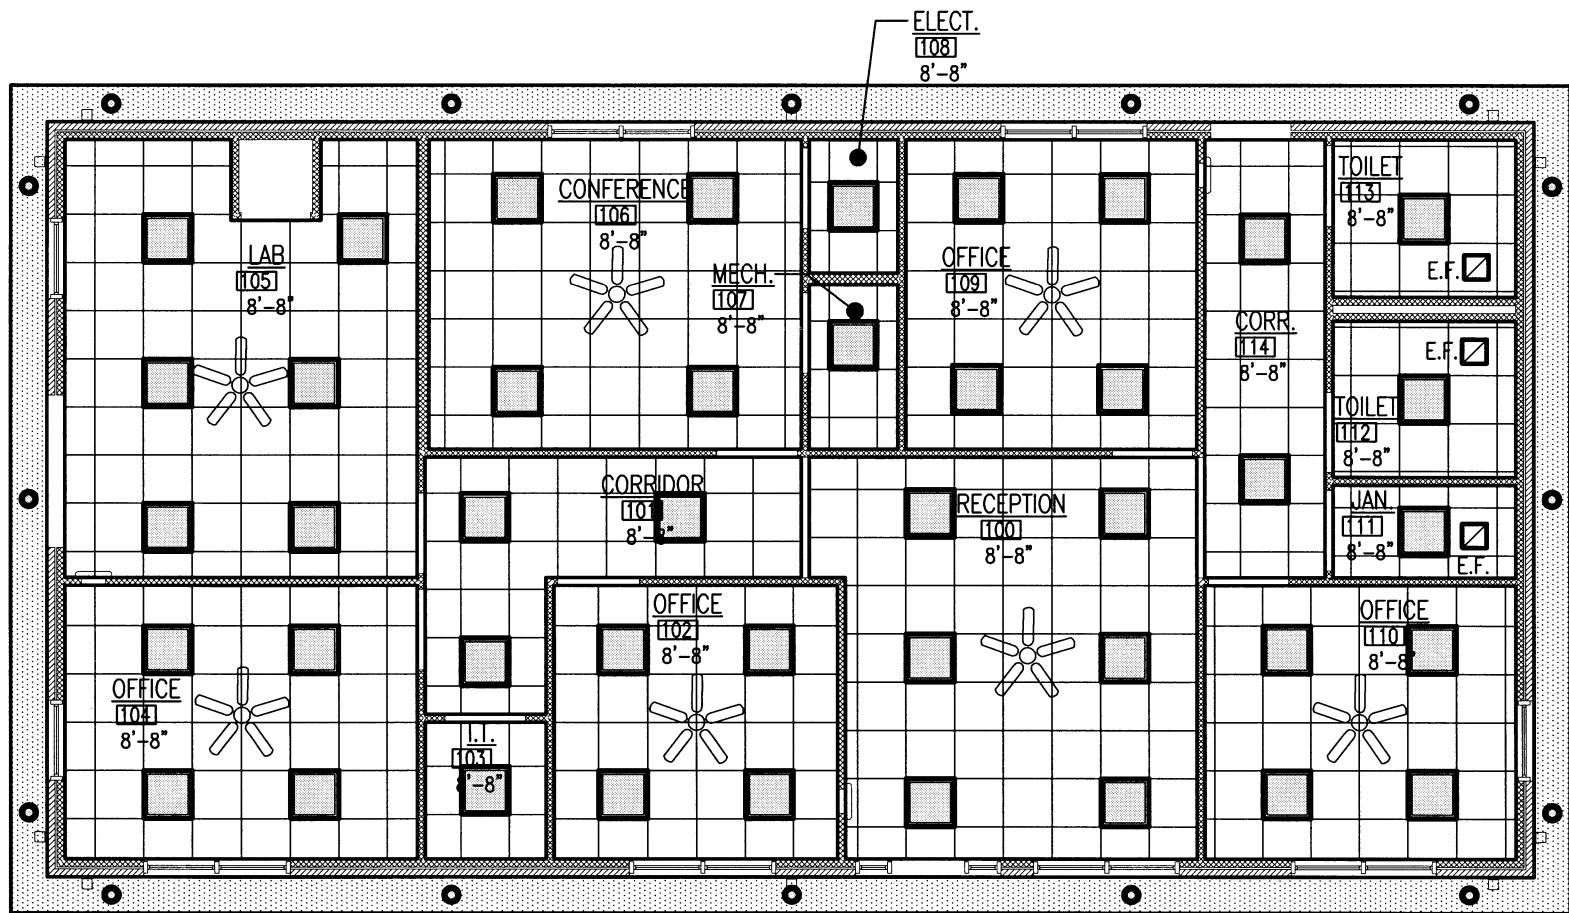 ELECT.
108
8'-8"
CONFERENCE
106
8'-8"
TOILET
113
8'-8"
LAB
105
8'-8"
MECH.
107
8'-8"
OFFICE
109
8'-8"
E.F.
CORR.
114
8'-8"
E.F.
TOILET
112
8'-8"
CORRIDOR
101
8'-8"
RECEPTION
100
8'-8"
JAN.
111
8'-8"
E.F.
OFFICE
102
8'-8"
OFFICE
110
8'-8"
OFFICE
104
8'-8"
I.T.
103
8'-8"